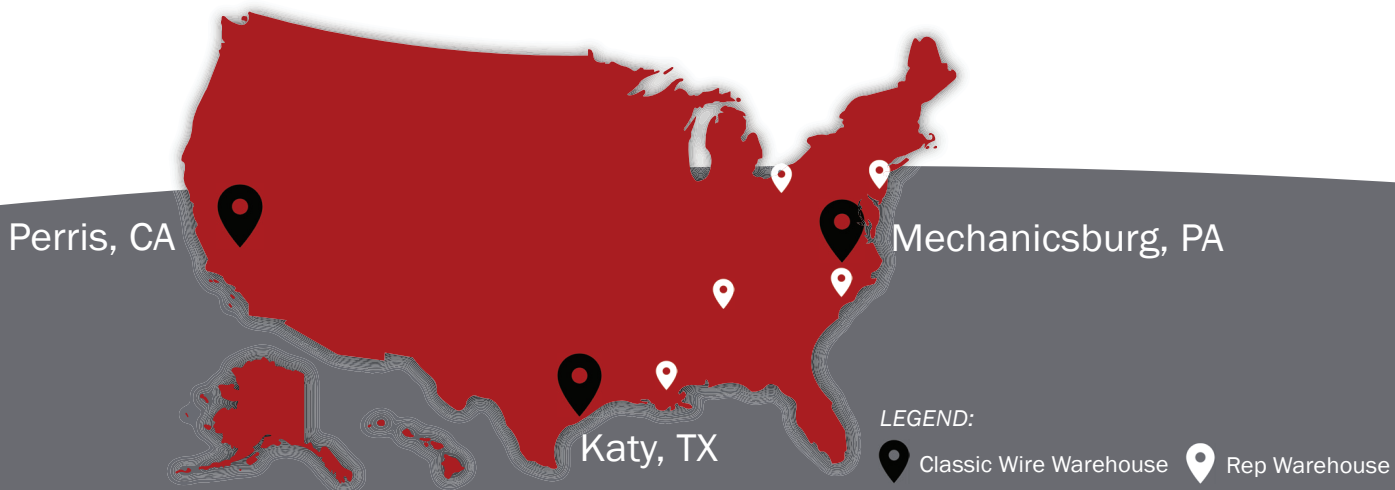 Perris, CA
Mechanicsburg, PA
Katy, TX
LEGEND:
Classic Wire Warehouse
Rep Warehouse